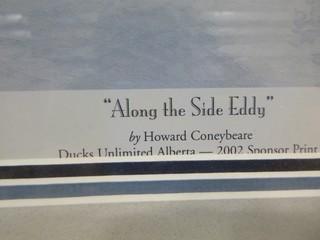 “Along the Side Eddy”
by Howard Coneybeare
Ducks Unlimited Alberta — 2002 Sponsor Print